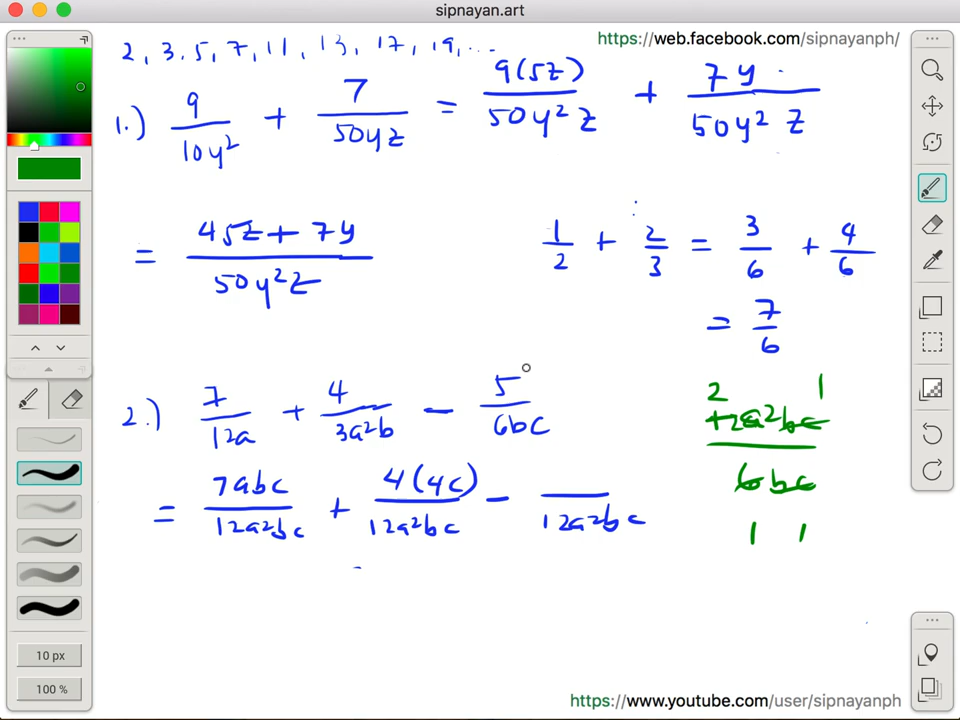 sipnayan.art
https://web.facebook.com/sipnayanph/
2, 3, 5, 7, 11, 13, 17, 19, ...
1.) 9/10y² + 7/50yz = 9(5z)/50y²z + 7y/50y²z
= 45z + 7y/50y²z
1/2 + 2/3 = 3/6 + 4/6
= 7/6
2.) 7/12a + 4/3a²b - 5/6bc
= 7abc/12a²bc + 4(4c)/12a²bc - /12a²bc
2 1
12a²bc
6bc
1 1
10 px
100 %
https://www.youtube.com/user/sipnayanph